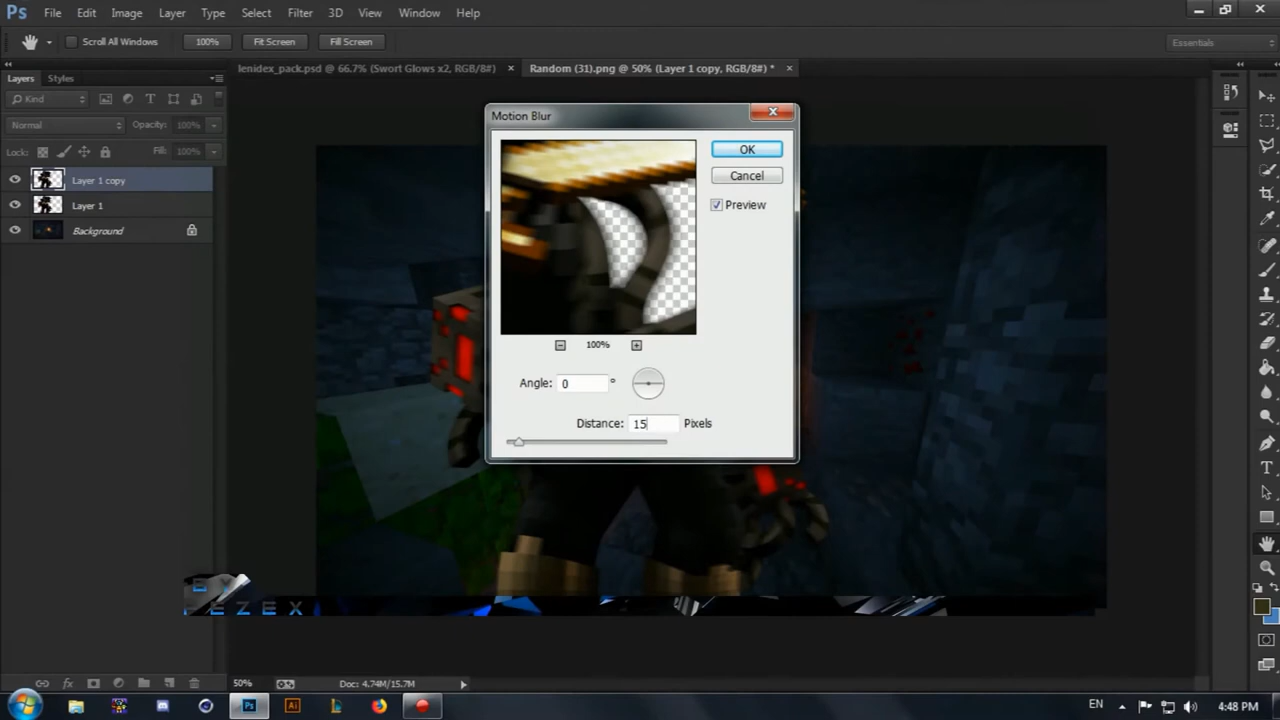 Ps File Edit Image Layer Type Select Filter 3D View Window Help
Scroll All Windows 100% Fit Screen Fill Screen Essentials
Layers Styles
lenidex_pack.psd @ 66.7% (Swort Glows x2, RGB/8#) × Random (31).png @ 50% (Layer 1 copy, RGB/8#) * ×
Kind
Normal Opacity: 100%
Lock: Fill: 100%
Layer 1 copy
Layer 1
Background
Motion Blur
OK
Cancel
Preview
100%
Angle: 0 °
Distance: 15 Pixels
EZEX
50% Doc: 4.74M/15.7M
Ps Ai EN 4:48 PM